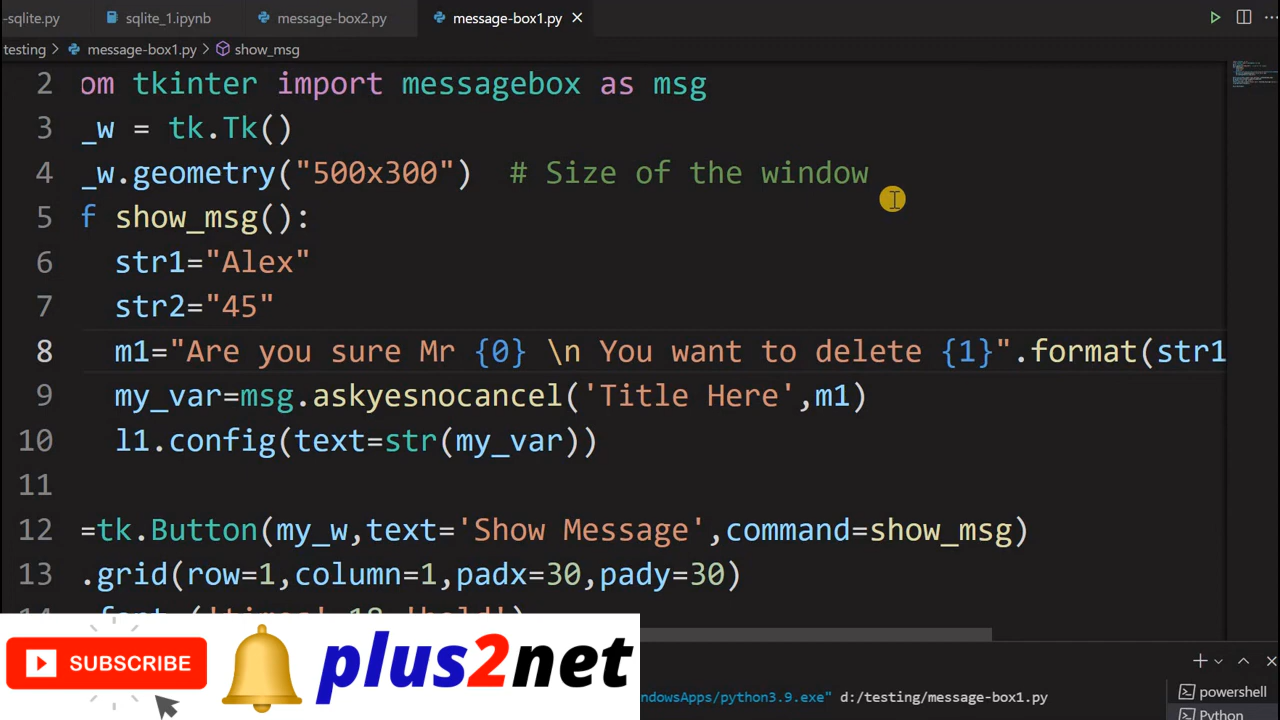 -sqlite.py sqlite_1.ipynb message-box2.py message-box1.py
testing > message-box1.py > show_msg
2 om tkinter import messagebox as msg
3 _w = tk.Tk()
4 _w.geometry("500x300") # Size of the window
5 f show_msg():
6 str1="Alex"
7 str2="45"
8 m1="Are you sure Mr {0} \n You want to delete {1}".format(str1
9 my_var=msg.askyesnocancel('Title Here',m1)
10 l1.config(text=str(my_var))
11
12 =tk.Button(my_w,text='Show Message',command=show_msg)
13 .grid(row=1,column=1,padx=30,pady=30)
SUBSCRIBE
plus2net
ndowsApps/python3.9.exe" d:/testing/message-box1.py
powershell
Python